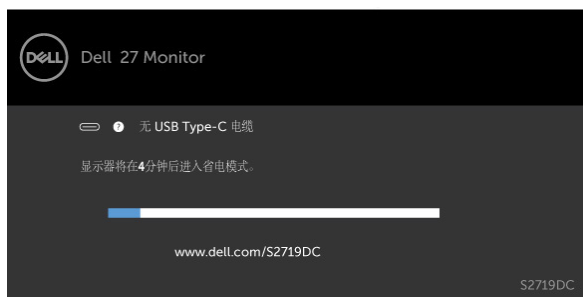 DELL Dell 27 Monitor
? 无 USB Type-C 电缆
显示器将在4分钟后进入省电模式。
www.dell.com/S2719DC
S2719DC